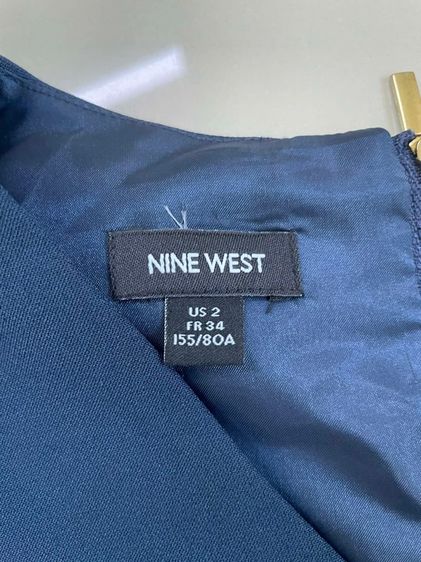 NINE WEST
US 2
FR 34
155/80A